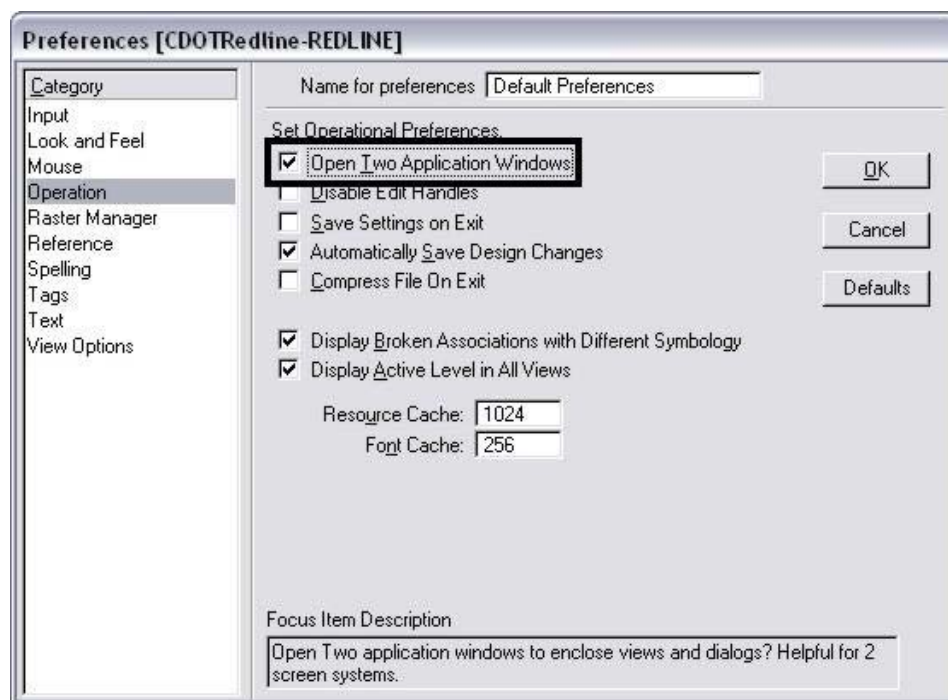 Preferences [CDOTRedline-REDLINE]
Category
Input
Look and Feel
Mouse
Operation
Raster Manager
Reference
Spelling
Tags
Text
View Options
Name for preferences Default Preferences
Set Operational Preferences.
Open Two Application Windows
Disable Edit Handles
Save Settings on Exit
Automatically Save Design Changes
Compress File On Exit
Display Broken Associations with Different Symbology
Display Active Level in All Views
Resource Cache: 1024
Font Cache: 256
OK
Cancel
Defaults
Focus Item Description
Open Two application windows to enclose views and dialogs? Helpful for 2
screen systems.